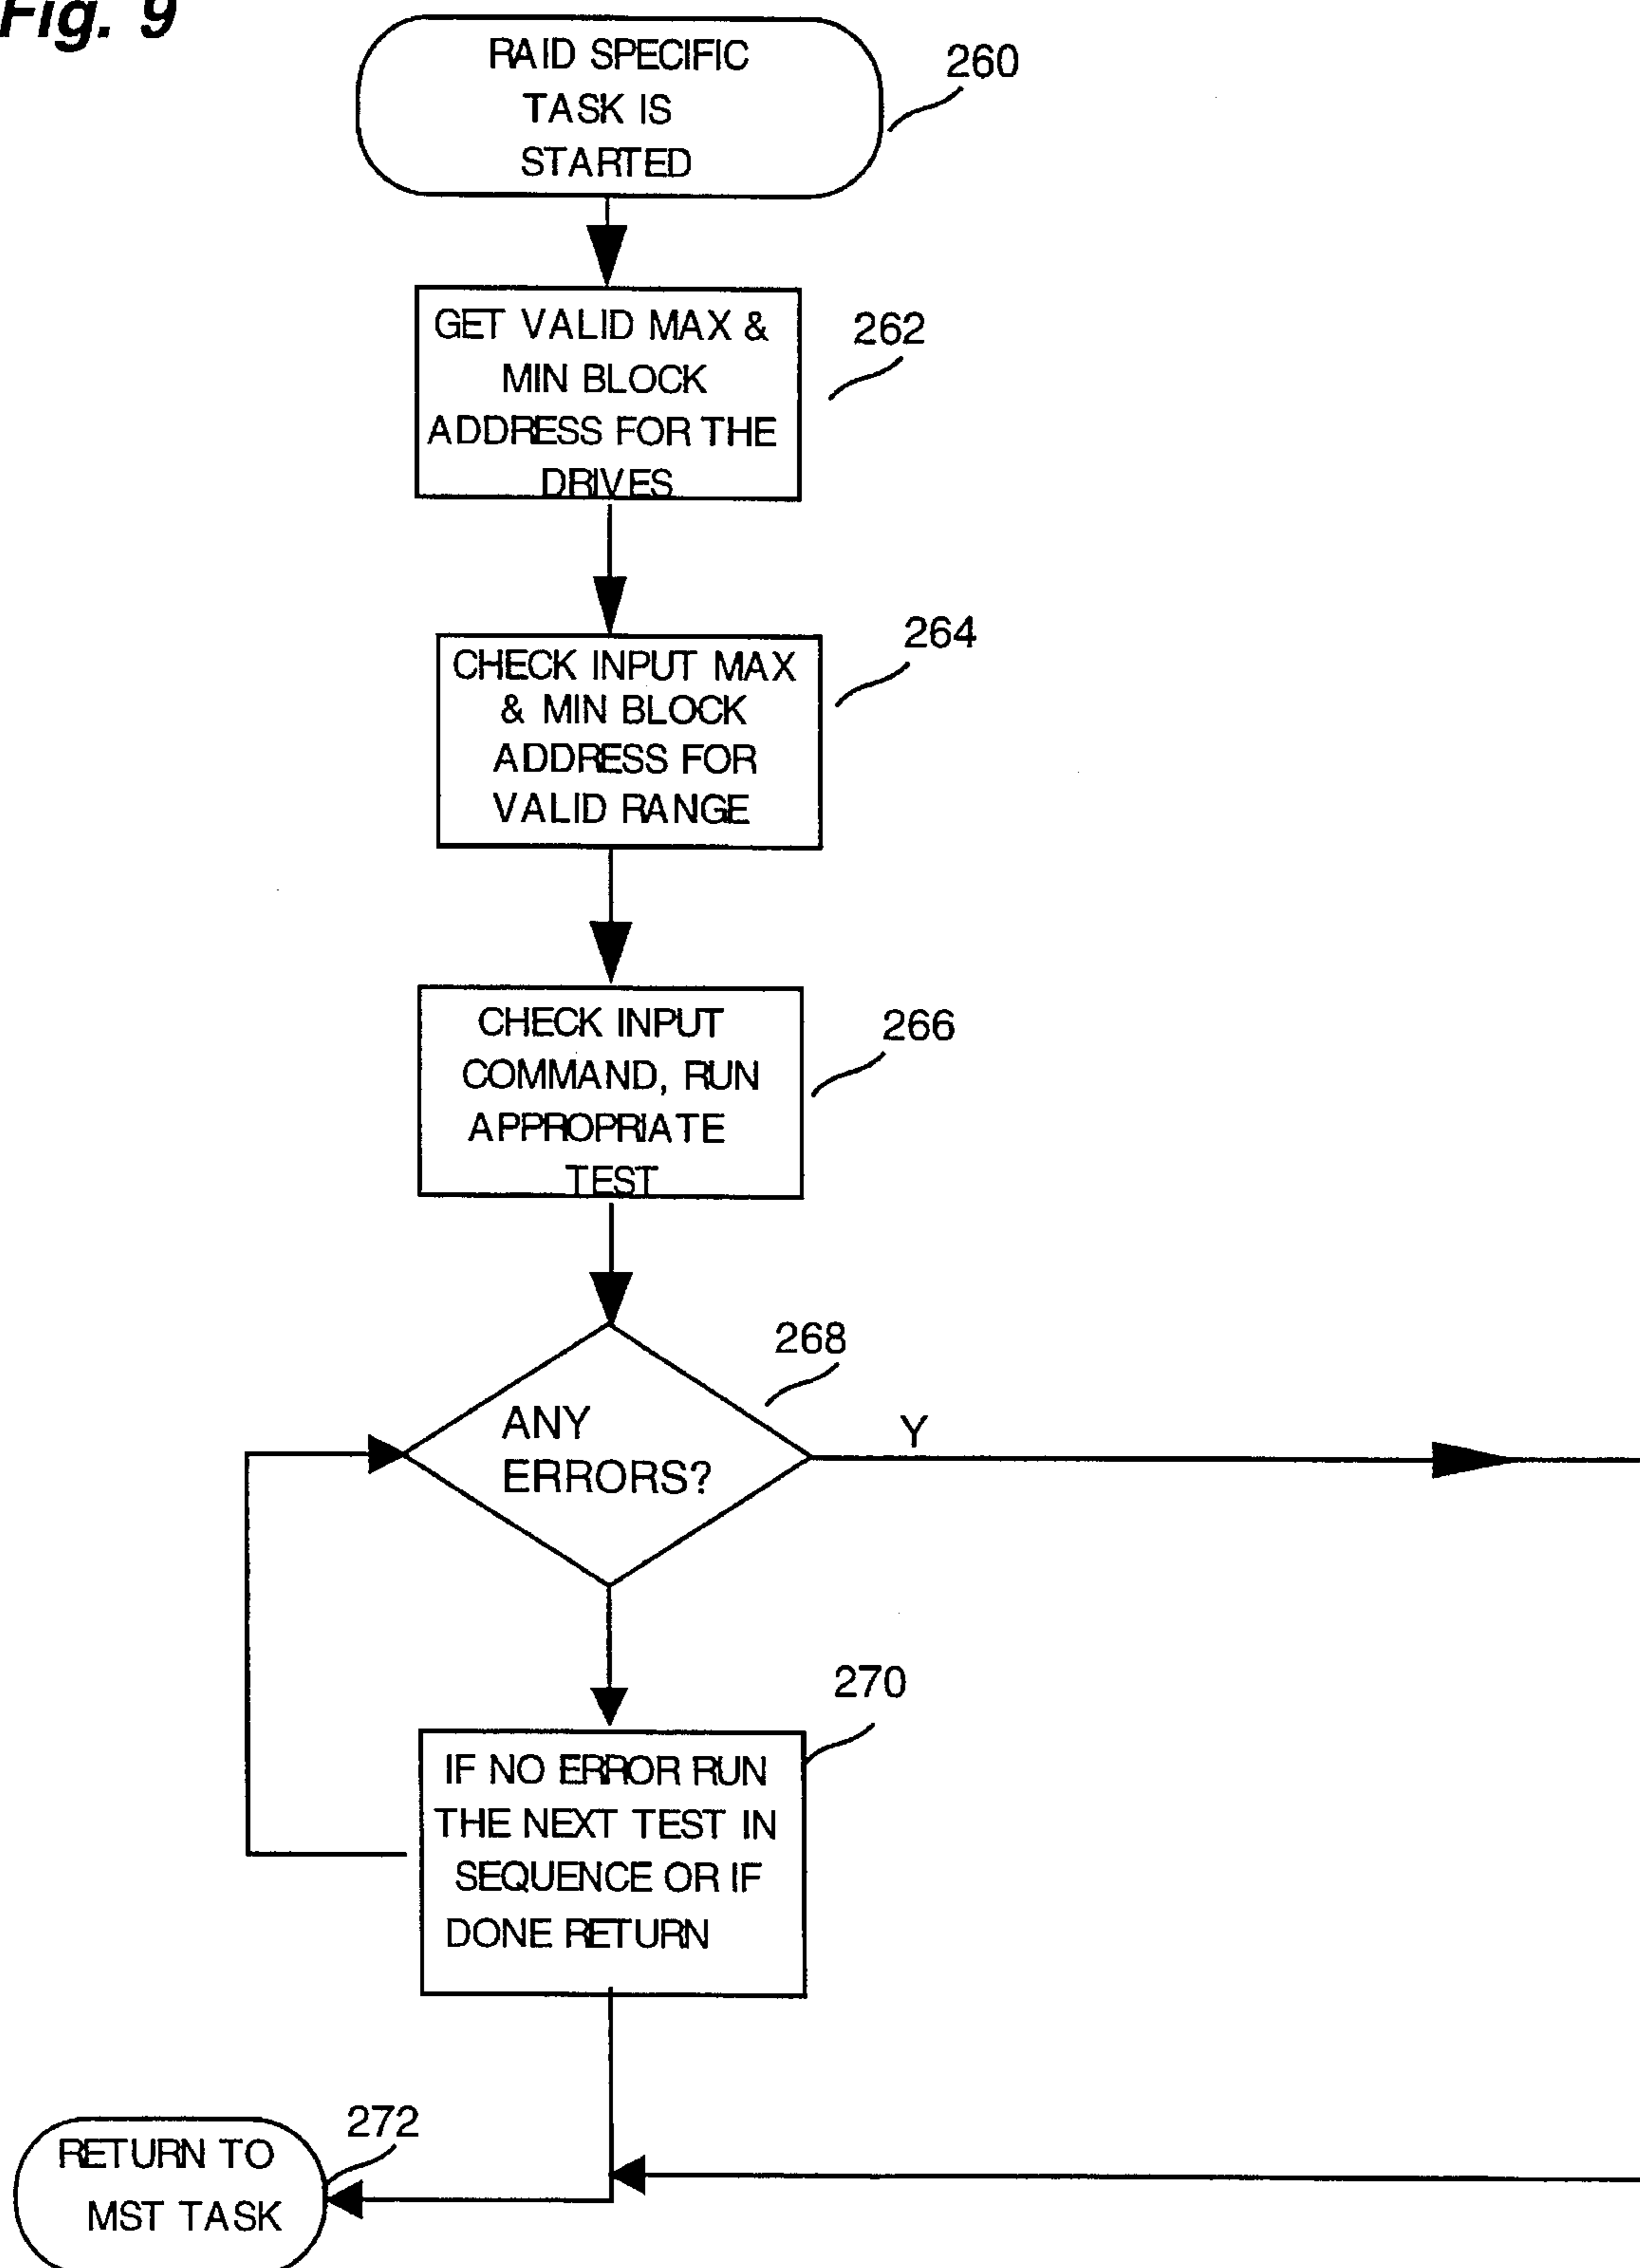 Fig. 9
RAID SPECIFIC
TASK IS
STARTED
260
GET VALID MAX &
MIN BLOCK
ADDRESS FOR THE
DRIVES
262
CHECK INPUT MAX
& MIN BLOCK
ADDRESS FOR
VALID RANGE
264
CHECK INPUT
COMMAND, RUN
APPROPRIATE
TEST
266
ANY
ERRORS?
268
Y
IF NO ERROR RUN
THE NEXT TEST IN
SEQUENCE OR IF
DONE RETURN
270
RETURN TO
MST TASK
272